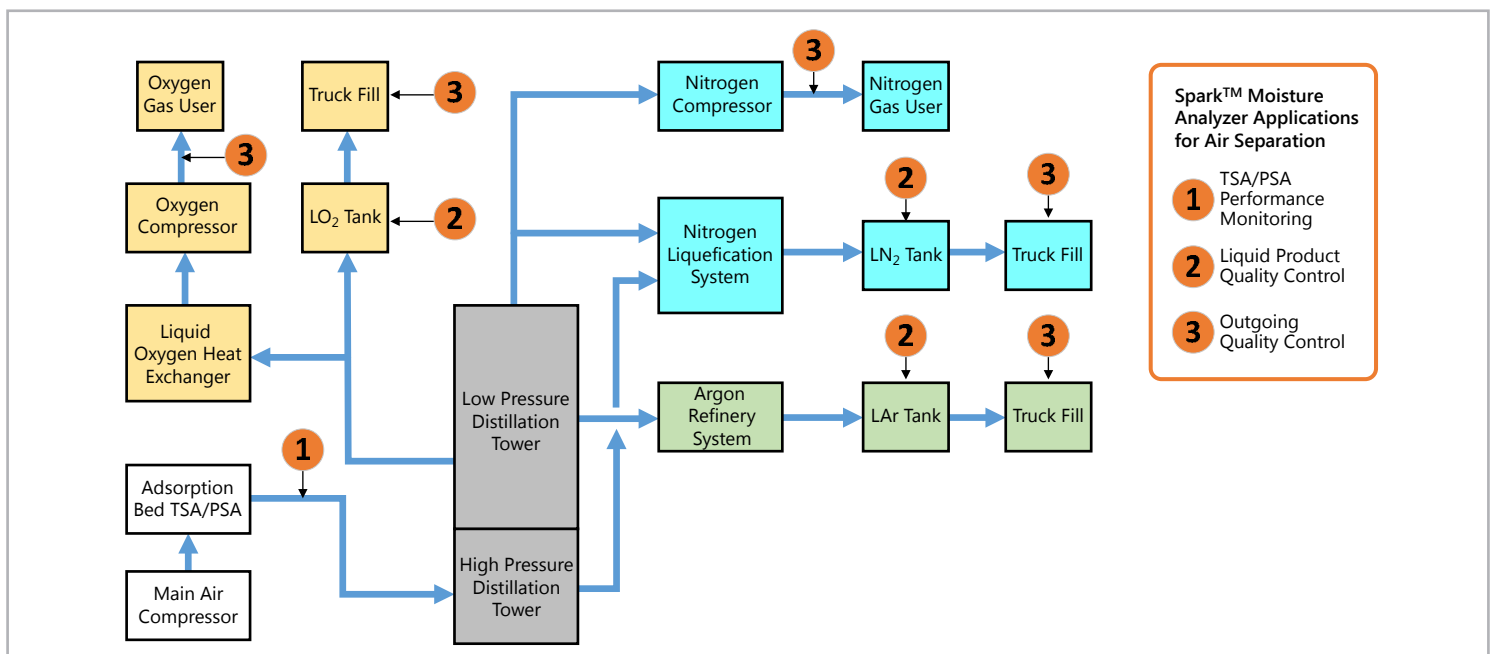 3
Oxygen
Gas User
Truck Fill
3
Nitrogen
Compressor
Nitrogen
Gas User
3
Oxygen
Compressor
LO₂ Tank
2
2
3
Nitrogen
Liquefication
System
LN₂ Tank
Truck Fill
Liquid
Oxygen Heat
Exchanger
2
3
Low Pressure
Distillation
Tower
Argon
Refinery
System
LAr Tank
Truck Fill
1
Adsorption
Bed TSA/PSA
High Pressure
Distillation
Tower
Main Air
Compressor
Spark™ Moisture
Analyzer Applications
for Air Separation
1
TSA/PSA
Performance
Monitoring
2
Liquid Product
Quality Control
3
Outgoing
Quality Control